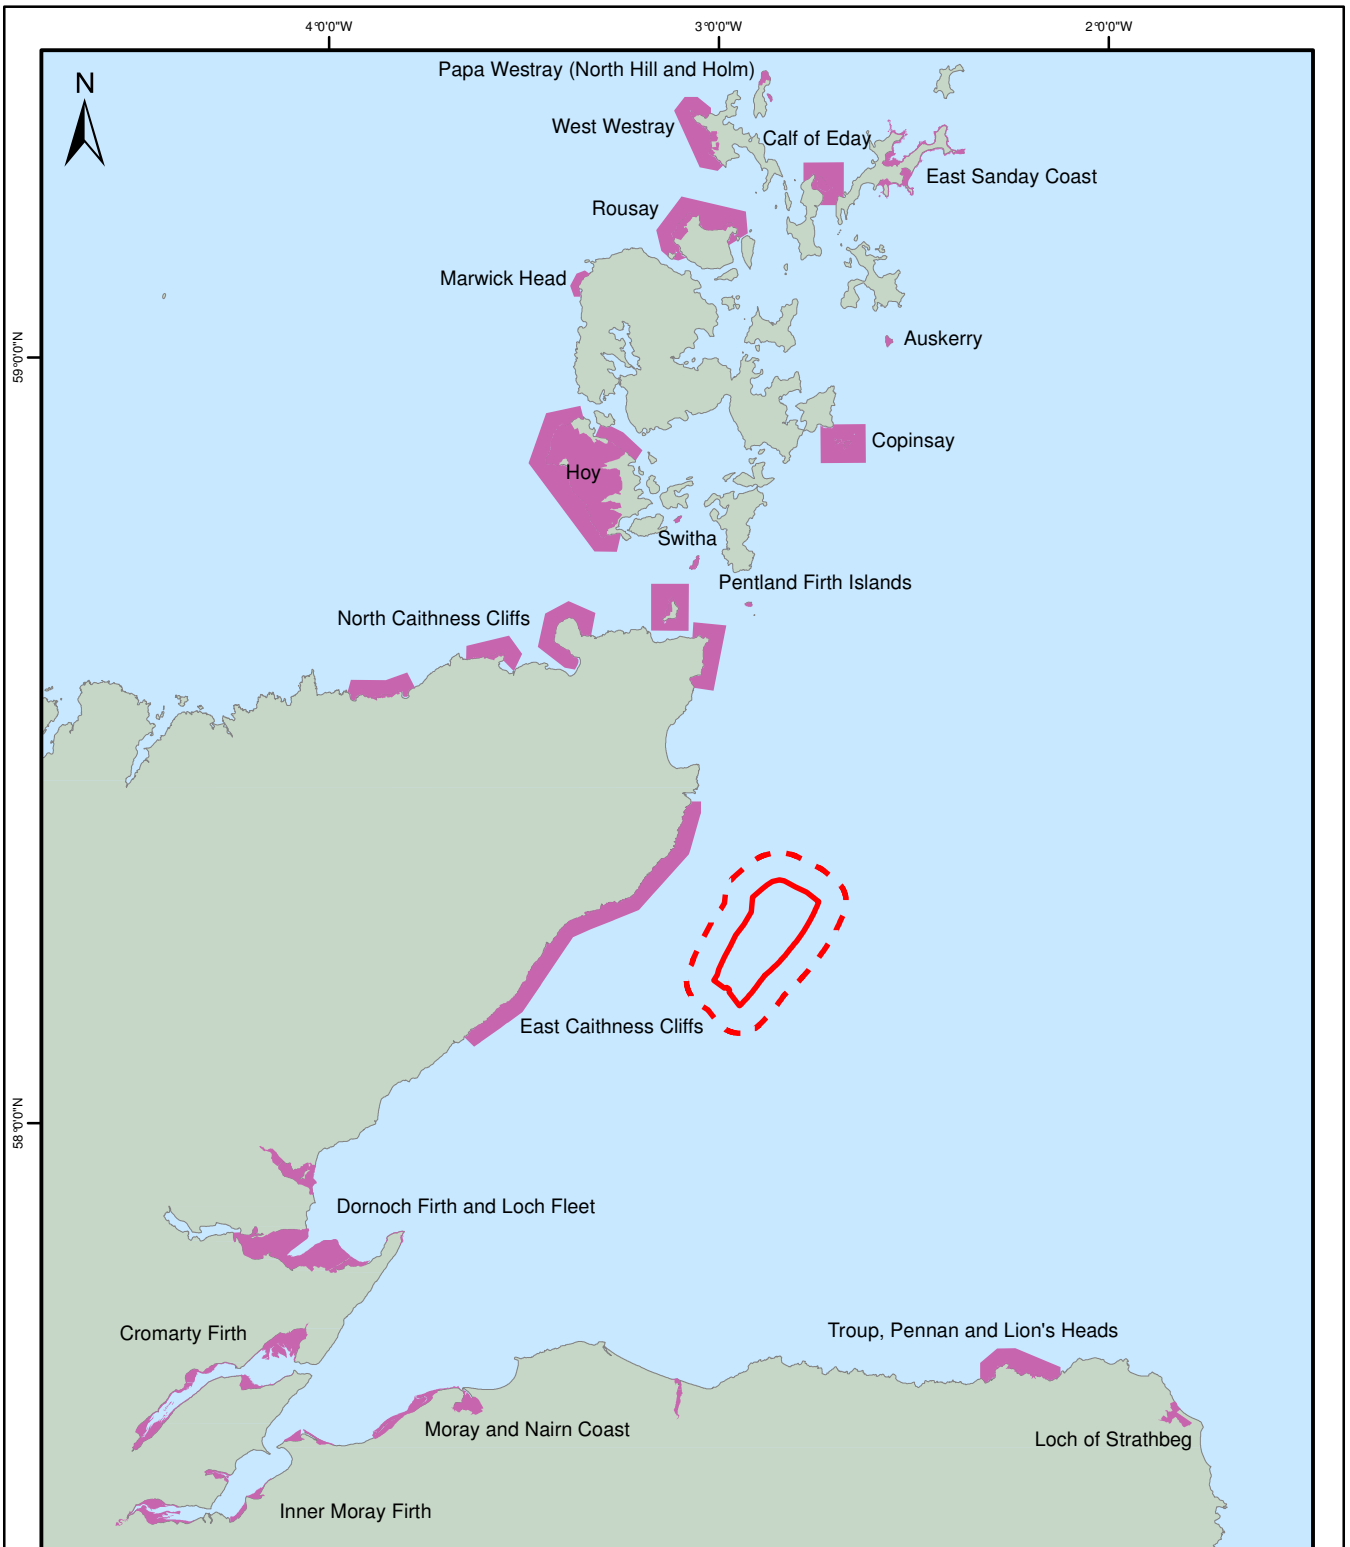 4°0'0"W
3°0'0"W
2°0'0"W
N
Papa Westray (North Hill and Holm)
West Westray
Calf of Eday
East Sanday Coast
Rousay
Marwick Head
Auskerry
59°0'0"N
Copinsay
Hoy
Switha
Pentland Firth Islands
North Caithness Cliffs
East Caithness Cliffs
58°0'0"N
Dornoch Firth and Loch Fleet
Cromarty Firth
Troup, Pennan and Lion's Heads
Moray and Nairn Coast
Loch of Strathbeg
Inner Moray Firth